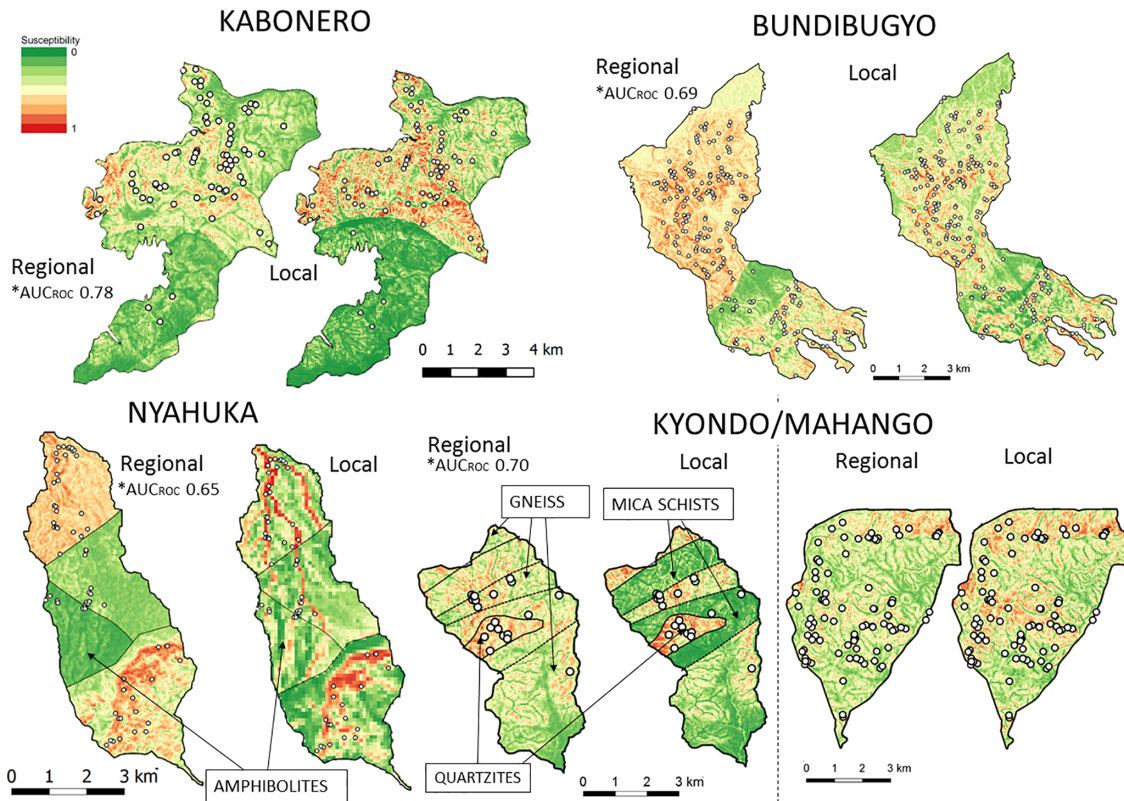 KABONERO
Susceptibility
0
1
Regional
*AUCROC 0.78
Local
0 1 2 3 4 km
BUNDIBUGYO
Regional
*AUCROC 0.69
Local
0 1 2 3 km
NYAHUKA
Regional
*AUCROC 0.65
Local
AMPHIBOLITES
0 1 2 3 km
KYONDO/MAHANGO
Regional
*AUCROC 0.70
Local
GNEISS
MICA SCHISTS
QUARTZITES
0 1 2 3 km
Regional
Local
0 1 2 3 km